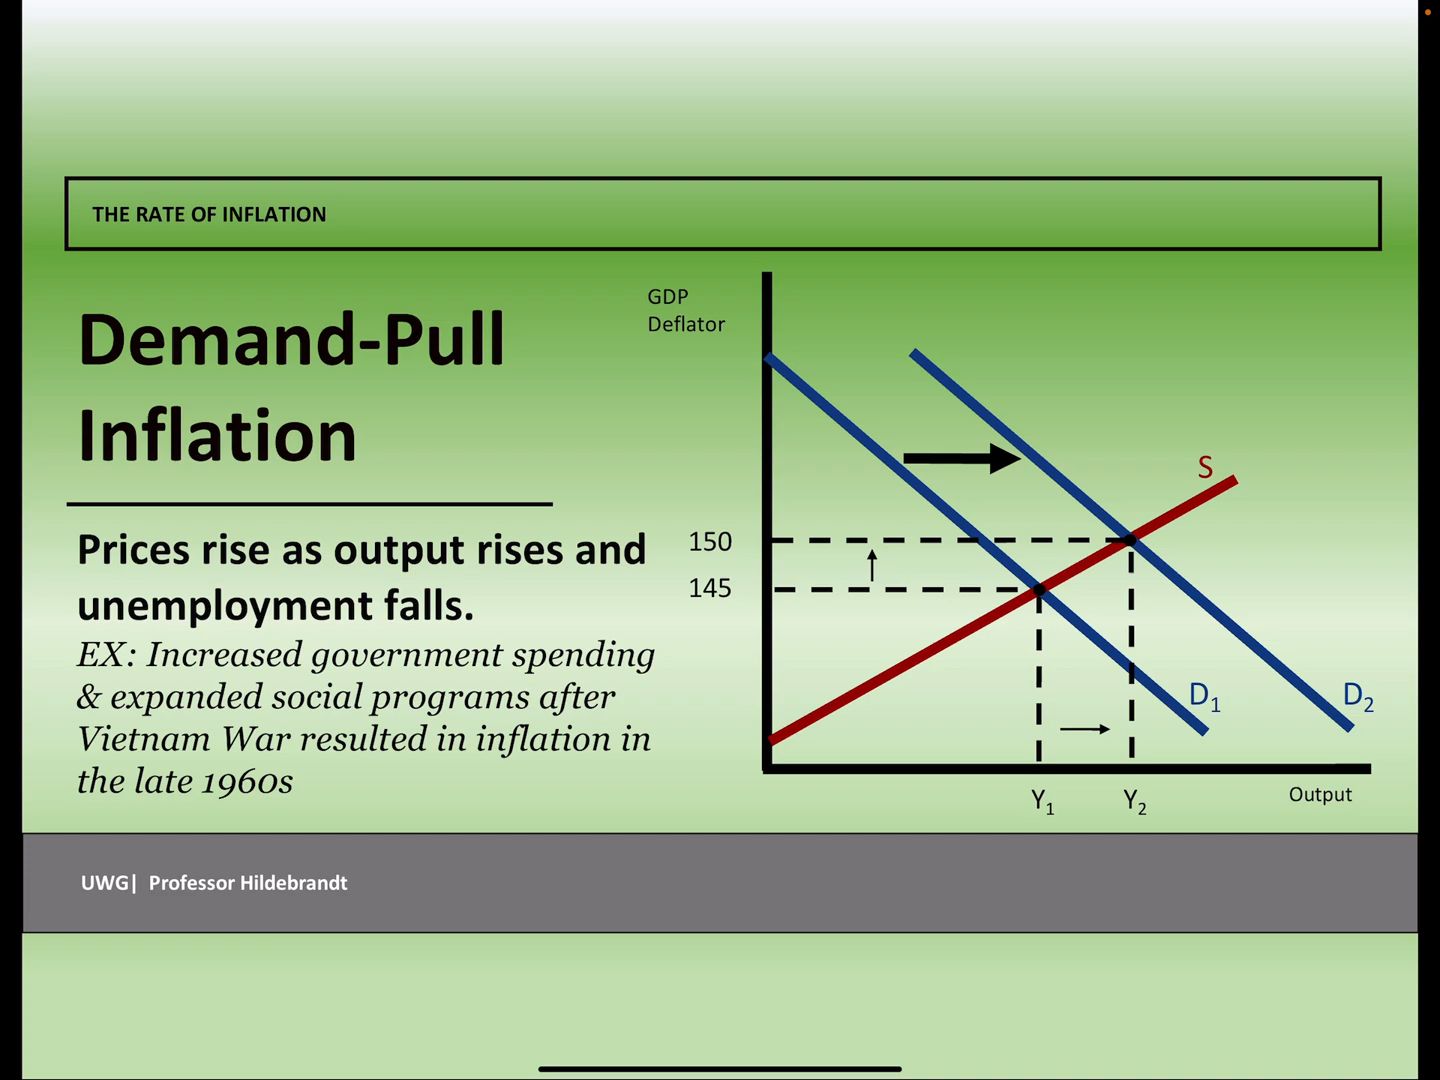 THE RATE OF INFLATION
Demand-Pull
Inflation
Prices rise as output rises and
unemployment falls.
EX: Increased government spending
& expanded social programs after
Vietnam War resulted in inflation in
the late 1960s
GDP
Deflator
S
150
145
D₁
D₂
Y₁
Y₂
Output
UWG| Professor Hildebrandt